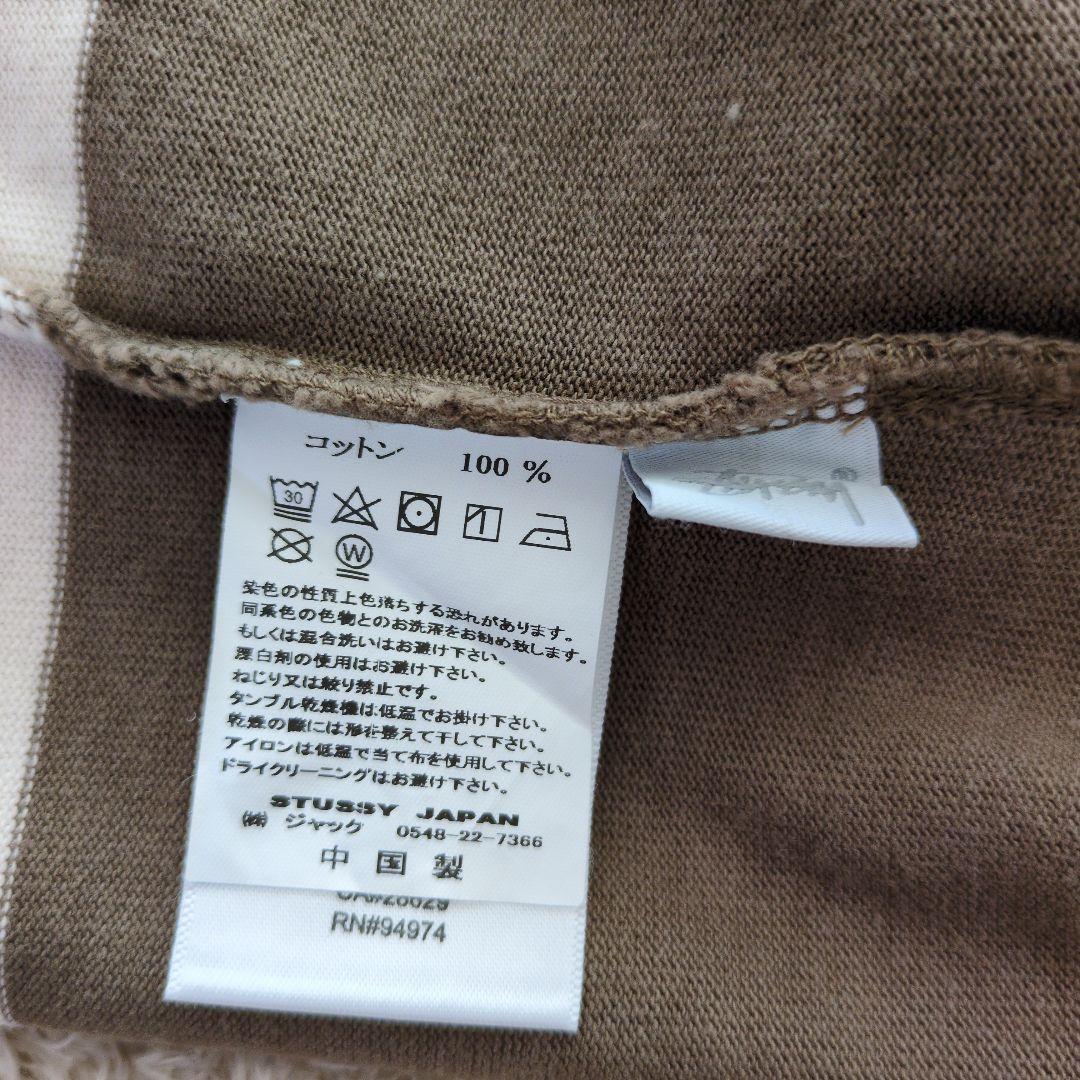 コットン 100 %
30
W
染色の性質上色落ちする恐れがあります。
同系色の色物とのお洗濯をお勧め致します。
もしくは混合洗いはお避け下さい。
漂白剤の使用はお避け下さい。
ねじり又は絞り禁止です。
タンブル乾燥機は低温でお掛け下さい。
乾燥の際には形を整えて干して下さい。
アイロンは低温で当て布を使用して下さい。
ドライクリーニングはお避け下さい。
STUSSY JAPAN
㈱ ジャック 0548-22-7366
中国製
RN#94974